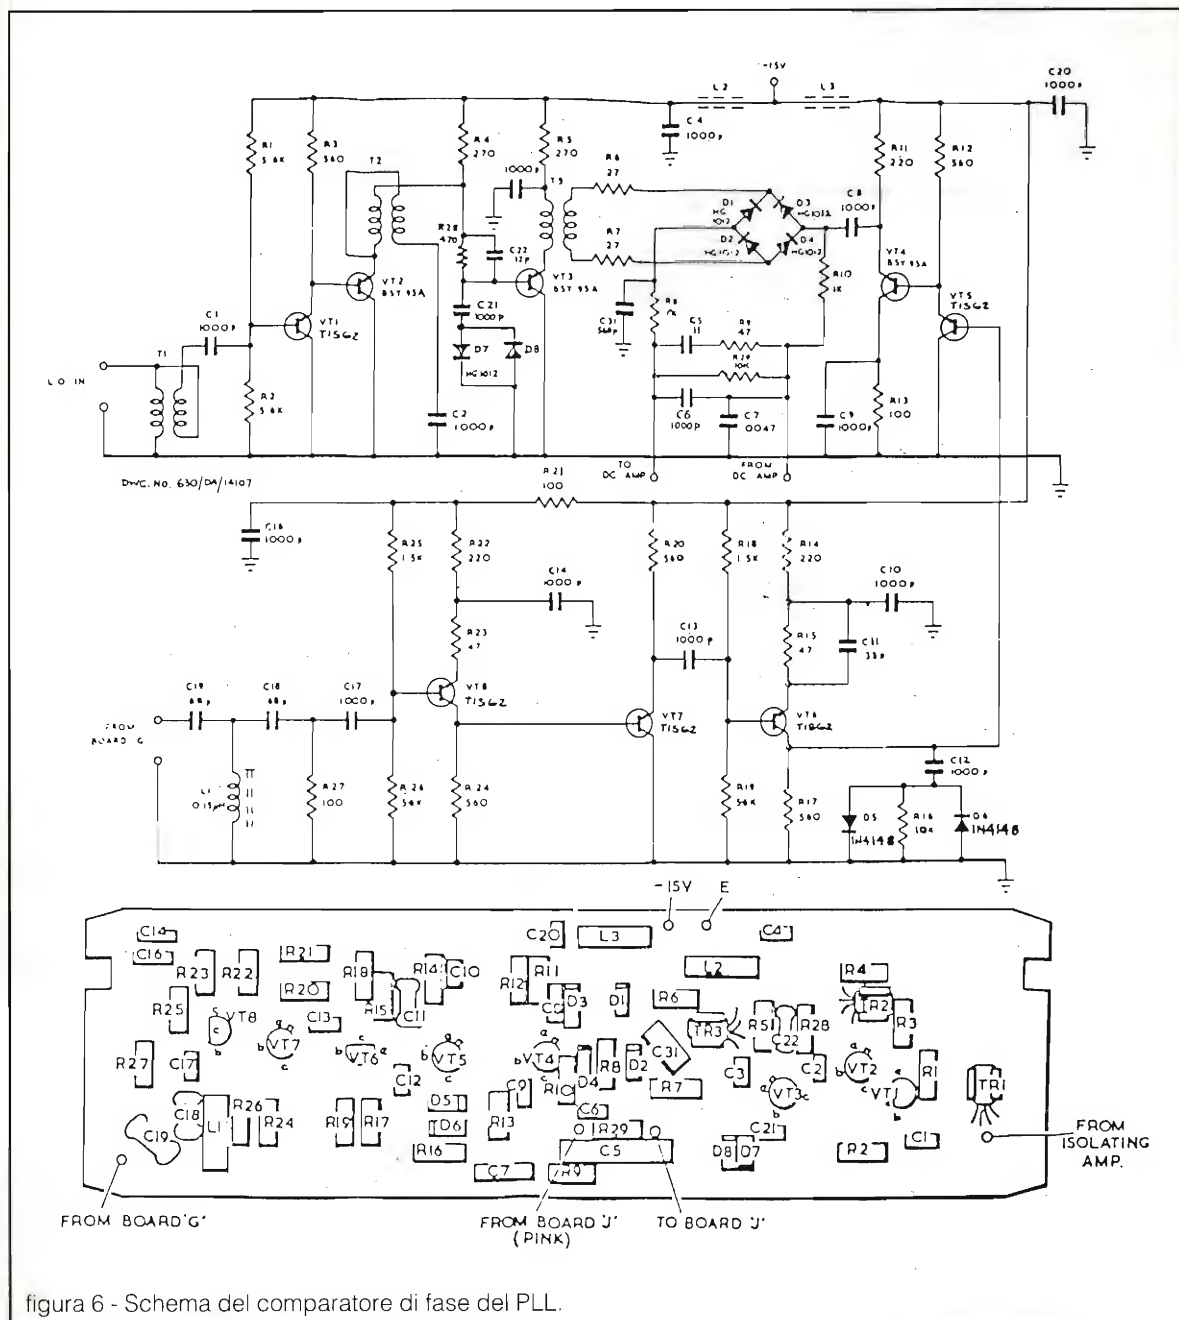 -15V
L2
L3
C20
1000p
R1
5.6K
R3
560
T2
R4
270
R5
270
1000p
T3
R6
27
C4
1000p
R11
220
R12
560
D1
HG
1012
D3
HG1012
C8
1000p
R28
470
C22
12p
R7
27
D2
HG1012
D4
HG1012
VT4
BSY 95A
VT2
BSY 95A
VT3
BSY 95A
R10
1K
VT5
TIS62
C1
1000p
VT1
TIS62
C21
1000p
C31
568p
R8
C5
11
R9
47
R29
10K
T1
D7
HG1012
D8
L.O. IN
R2
5.6K
C2
1000p
C6
1000p
C7
.0047
C9
1000p
R13
100
TO
DC AMP
FROM
DC AMP
DWG. NO. 630/DA/14107
R21
100
C16
1000p
R25
1.5K
R22
220
C14
1000p
R20
560
R18
1.5K
R14
220
C10
1000p
R23
47
C13
1000p
R15
47
C11
33p
C19
68p
C18
68p
C17
1000p
VT8
TIS62
VT7
TIS62
VT6
TIS62
FROM
BOARD 'G'
L1
0.15μH
R27
100
R26
56K
R24
560
R19
56K
R17
560
C12
1000p
D5
1N4148
R16
10K
D6
1N4148
-15V E
C14
C16
R23
R22
R21
R20
R18
R15
R14
C11
C10
C20
L3
C4
L2
R12
R11
D3
D1
R6
R4
TR2
R3
R25
VT8
VT7
C13
VT6
VT5
VT4
TR3
R51
C22
R28
R27
C17
C12
R10
D4
R8
D2
C31
R7
C3
C2
VT2
VT3
VT1
R1
TR1
C18
C19
L1
R26
R24
R19
R17
D5
D6
R16
R13
C9
C6
R29
C5
C7
R9
C21
D8
D7
R2
C1
FROM
ISOLATING
AMP.
FROM BOARD 'G'
FROM BOARD 'J'
(PINK)
TO BOARD 'J'
figura 6 - Schema del comparatore di fase del PLL.